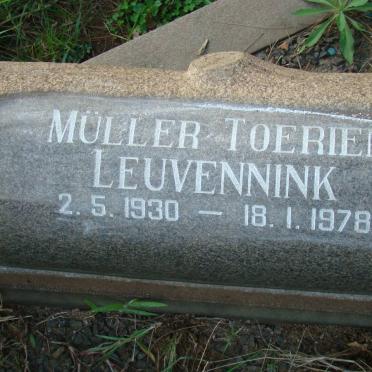 MÜLLER TOERIEN
LEUVENNINK
2.5.1930 — 18.1.1978